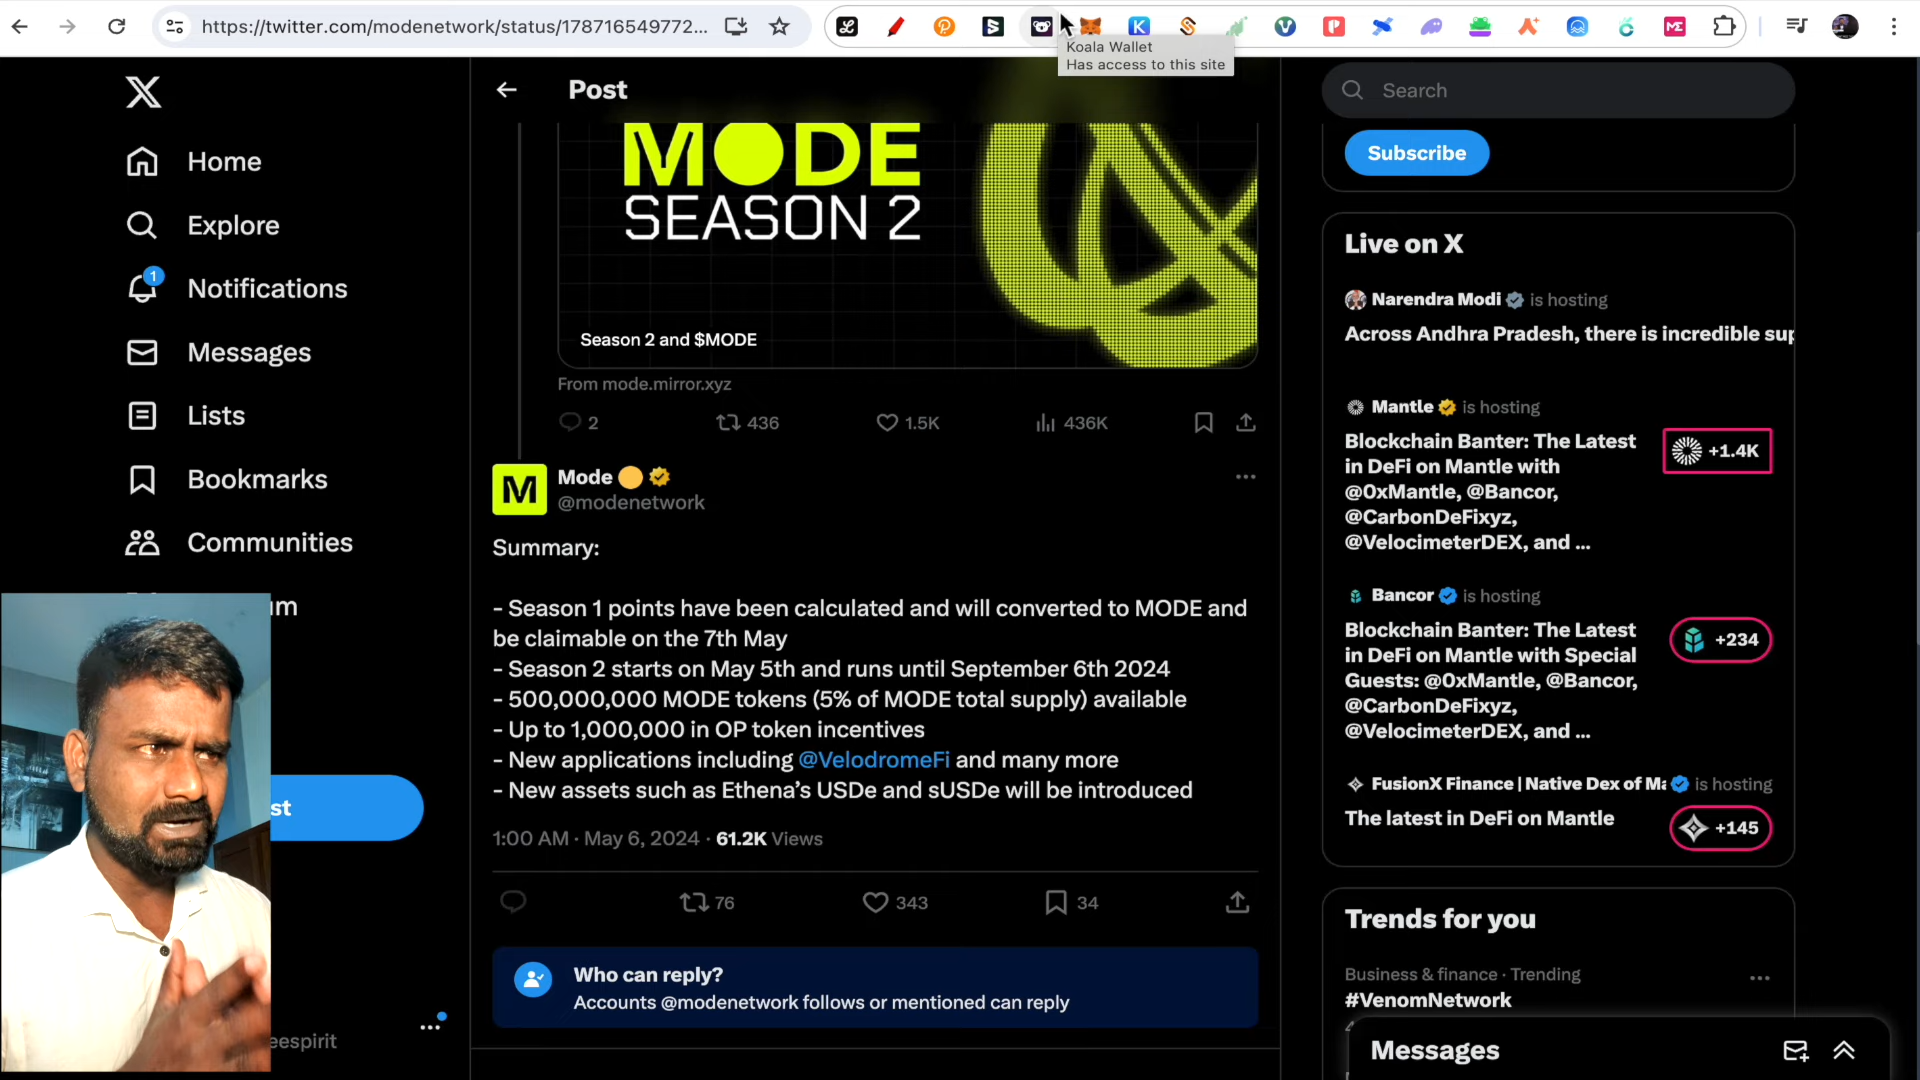 https://twitter.com/modenetwork/status/178716549772...
Koala Wallet
Has access to this site
Home
Explore
1
Notifications
Messages
Lists
Bookmarks
Communities
um
st
eespirit
Post
MODE
SEASON 2
Season 2 and $MODE
From mode.mirror.xyz
2
436
1.5K
436K
M
Mode
@modenetwork
Summary:
- Season 1 points have been calculated and will converted to MODE and
be claimable on the 7th May
- Season 2 starts on May 5th and runs until September 6th 2024
- 500,000,000 MODE tokens (5% of MODE total supply) available
- Up to 1,000,000 in OP token incentives
- New applications including @VelodromeFi and many more
- New assets such as Ethena’s USDe and sUSDe will be introduced
1:00 AM · May 6, 2024 · 61.2K Views
76
343
34
Who can reply?
Accounts @modenetwork follows or mentioned can reply
Search
Subscribe
Live on X
Narendra Modi is hosting
Across Andhra Pradesh, there is incredible sup
Mantle is hosting
Blockchain Banter: The Latest
in DeFi on Mantle with
@0xMantle, @Bancor,
@CarbonDeFixyz,
@VelocimeterDEX, and ...
+1.4K
Bancor is hosting
Blockchain Banter: The Latest
in DeFi on Mantle with Special
Guests: @0xMantle, @Bancor,
@CarbonDeFixyz,
@VelocimeterDEX, and ...
+234
FusionX Finance | Native Dex of Ma is hosting
The latest in DeFi on Mantle
+145
Trends for you
Business & finance · Trending
#VenomNetwork
Messages